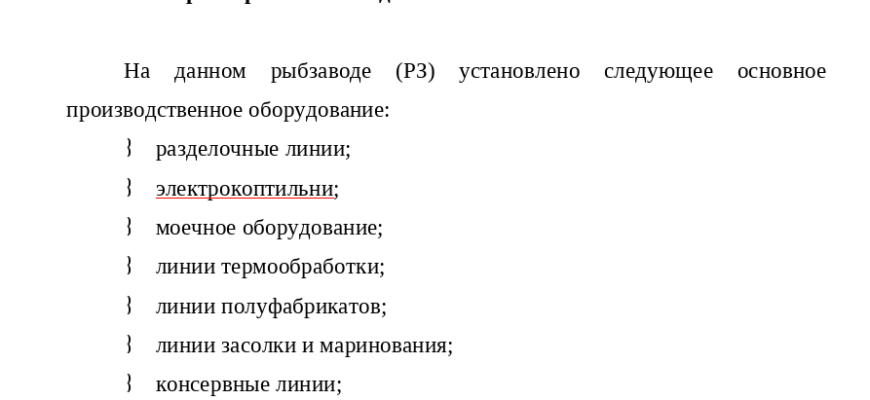 На данном рыбзаводе (РЗ) установлено следующее основное
производственное оборудование:
⌇ разделочные линии;
⌇ электрокоптильни;
⌇ моечное оборудование;
⌇ линии термообработки;
⌇ линии полуфабрикатов;
⌇ линии засолки и маринования;
⌇ консервные линии;